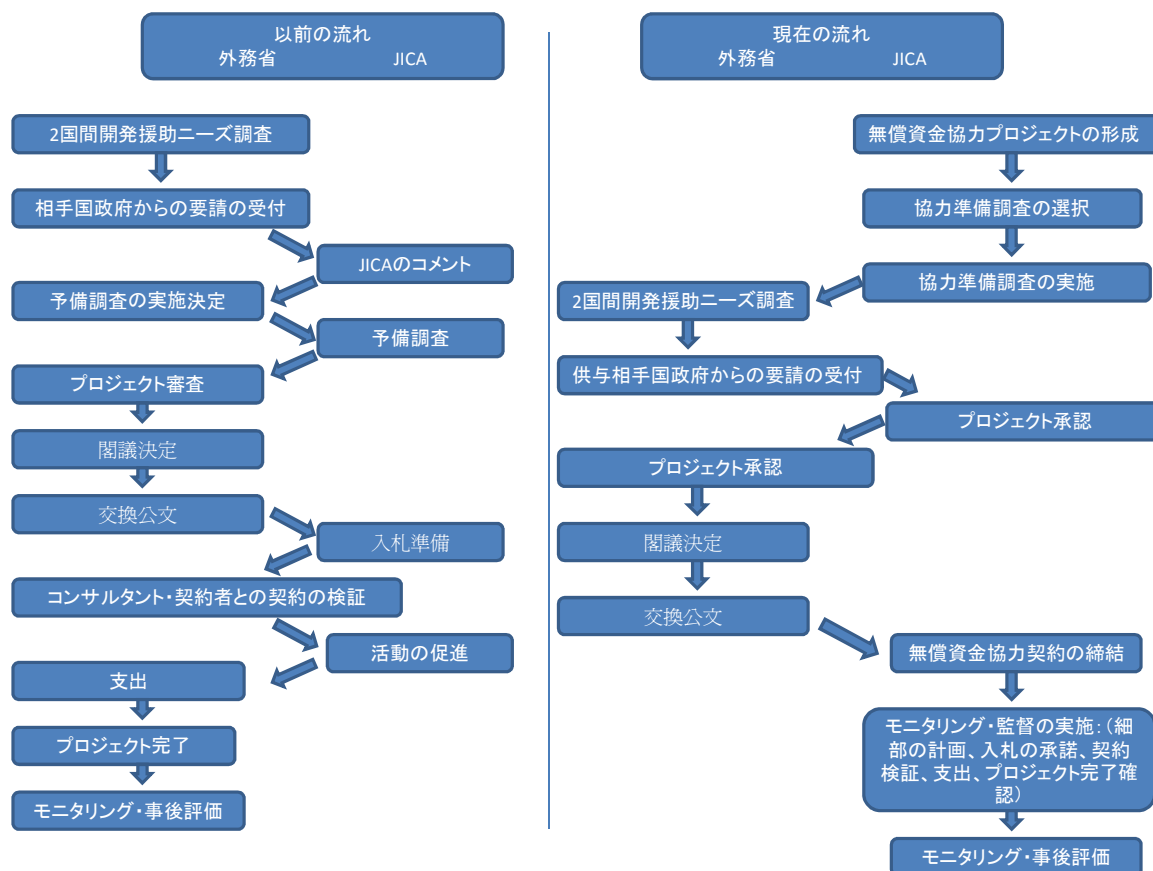 以前の流れ
外務省 JICA
2国間開発援助ニーズ調査
相手国政府からの要請の受付
JICAのコメント
予備調査の実施決定
予備調査
プロジェクト審査
閣議決定
交換公文
入札準備
コンサルタント・契約者との契約の検証
活動の促進
支出
プロジェクト完了
モニタリング・事後評価
現在の流れ
外務省 JICA
無償資金協力プロジェクトの形成
協力準備調査の選択
協力準備調査の実施
2国間開発援助ニーズ調査
供与相手国政府からの要請の受付
プロジェクト承認
プロジェクト承認
閣議決定
交換公文
無償資金協力契約の締結
モニタリング・監督の実施：（細
部の計画、入札の承諾、契約
検証、支出、プロジェクト完了確
認）
モニタリング・事後評価